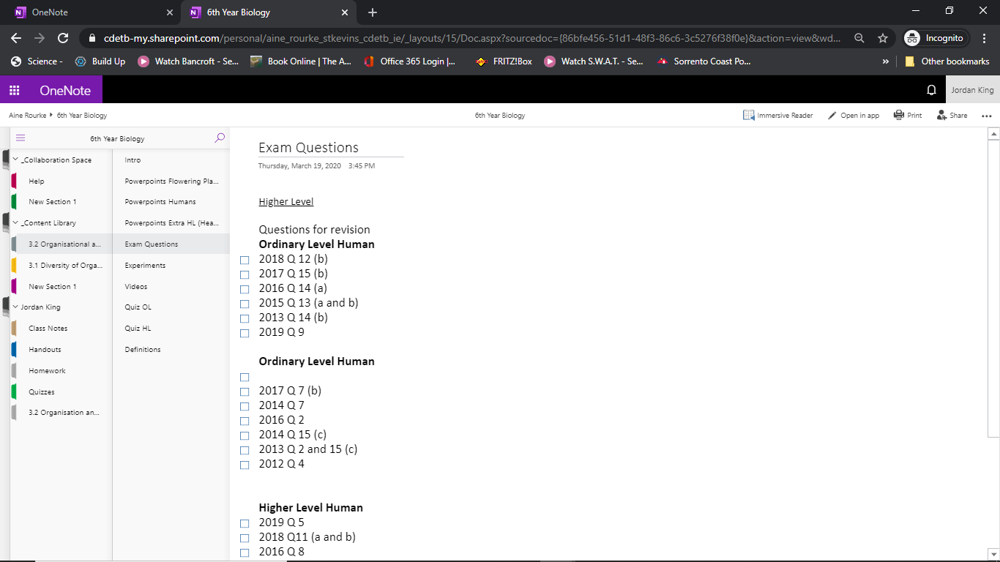 OneNote
6th Year Biology
cdetb-my.sharepoint.com/personal/aine_rourke_stkevins_cdetb_ie/_layouts/15/Doc.aspx?sourcedoc={86bfe456-51d1-48f3-86c6-3c5276f38f0e}&action=view&wd...
Incognito
Science -
Build Up
Watch Bancroft - Se...
Book Online | The A...
Office 365 Login |...
FRITZ!Box
Watch S.W.A.T. - Se...
Sorrento Coast Po...
»
Other bookmarks
OneNote
Jordan King
Aine Rourke
6th Year Biology
6th Year Biology
Immersive Reader
Open in app
Print
Share
6th Year Biology
_Collaboration Space
Help
New Section 1
_Content Library
3.2 Organisational a...
3.1 Diversity of Orga...
New Section 1
Jordan King
Class Notes
Handouts
Homework
Quizzes
3.2 Organisation an...
Intro
Powerpoints Flowering Pla...
Powerpoints Humans
Powerpoints Extra HL (Hea...
Exam Questions
Experiments
Videos
Quiz OL
Quiz HL
Definitions
Exam Questions
Thursday, March 19, 2020 3:45 PM
Higher Level
Questions for revision
Ordinary Level Human
2018 Q 12 (b)
2017 Q 15 (b)
2016 Q 14 (a)
2015 Q 13 (a and b)
2013 Q 14 (b)
2019 Q 9
Ordinary Level Human
2017 Q 7 (b)
2014 Q 7
2016 Q 2
2014 Q 15 (c)
2013 Q 2 and 15 (c)
2012 Q 4
Higher Level Human
2019 Q 5
2018 Q11 (a and b)
2016 Q 8